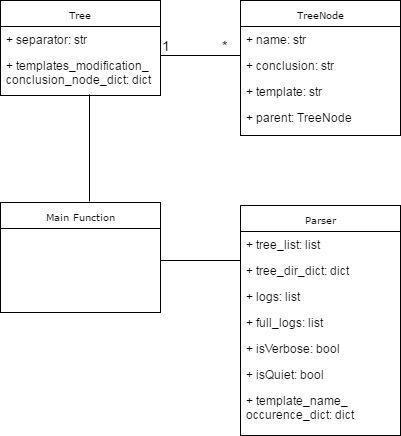 Tree
+ separator: str
+ templates_modification_
conclusion_node_dict: dict
1
*
TreeNode
+ name: str
+ conclusion: str
+ template: str
+ parent: TreeNode
Main Function
Parser
+ tree_list: list
+ tree_dir_dict: dict
+ logs: list
+ full_logs: list
+ isVerbose: bool
+ isQuiet: bool
+ template_name_
occurence_dict: dict